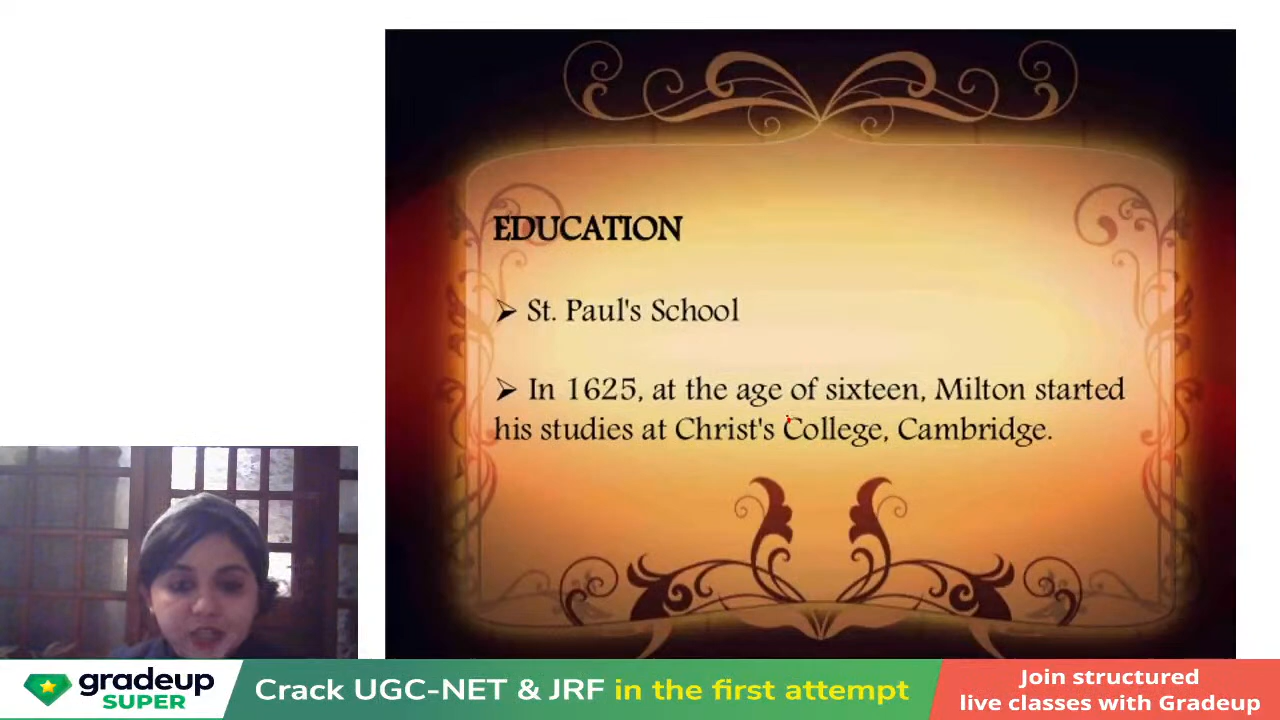 EDUCATION
➢ St. Paul's School
➢ In 1625, at the age of sixteen, Milton started
his studies at Christ's College, Cambridge.
gradeup
SUPER
Crack UGC-NET & JRF in the first attempt
Join structured
live classes with Gradeup